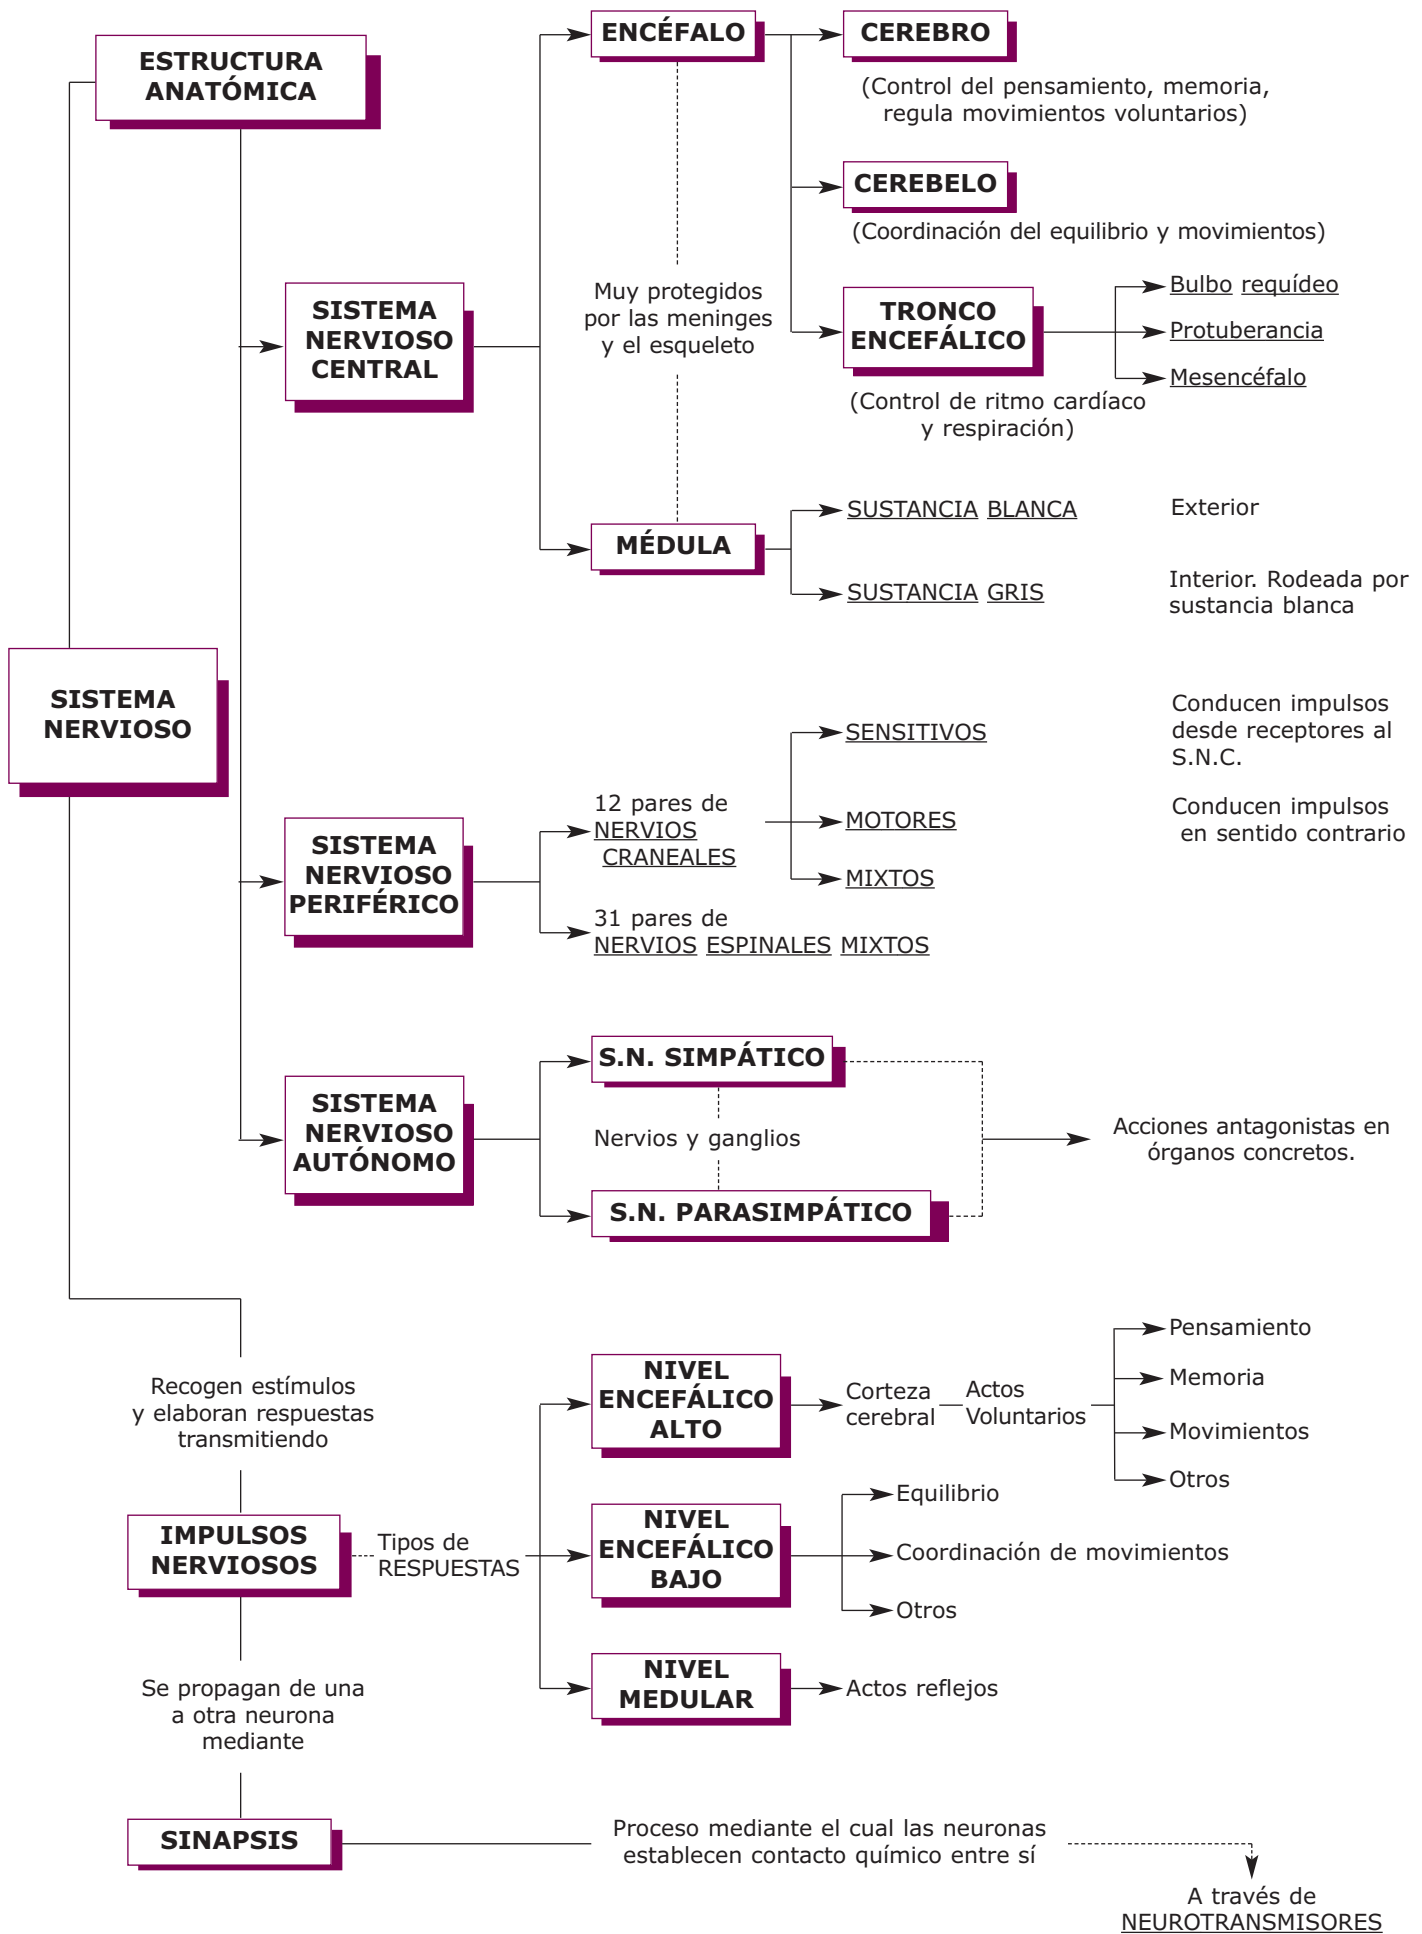 ESTRUCTURA
ANATÓMICA
ENCÉFALO
CEREBRO
(Control del pensamiento, memoria,
regula movimientos voluntarios)
CEREBELO
(Coordinación del equilibrio y movimientos)
SISTEMA
NERVIOSO
CENTRAL
Muy protegidos
por las meninges
y el esqueleto
TRONCO
ENCEFÁLICO
(Control de ritmo cardíaco
y respiración)
Bulbo requídeo
Protuberancia
Mesencéfalo
MÉDULA
SUSTANCIA BLANCA
Exterior
SUSTANCIA GRIS
Interior. Rodeada por
sustancia blanca
SISTEMA
NERVIOSO
SISTEMA
NERVIOSO
PERIFÉRICO
12 pares de
NERVIOS
CRANEALES
SENSITIVOS
Conducen impulsos
desde receptores al
S.N.C.
MOTORES
Conducen impulsos
en sentido contrario
MIXTOS
31 pares de
NERVIOS ESPINALES MIXTOS
SISTEMA
NERVIOSO
AUTÓNOMO
S.N. SIMPÁTICO
Nervios y ganglios
S.N. PARASIMPÁTICO
Acciones antagonistas en
órganos concretos.
Recogen estímulos
y elaboran respuestas
transmitiendo
IMPULSOS
NERVIOSOS
Tipos de
RESPUESTAS
NIVEL
ENCEFÁLICO
ALTO
Corteza
cerebral
Actos
Voluntarios
Pensamiento
Memoria
Movimientos
Otros
NIVEL
ENCEFÁLICO
BAJO
Equilibrio
Coordinación de movimientos
Otros
NIVEL
MEDULAR
Actos reflejos
Se propagan de una
a otra neurona
mediante
SINAPSIS
Proceso mediante el cual las neuronas
establecen contacto químico entre sí
A través de
NEUROTRANSMISORES